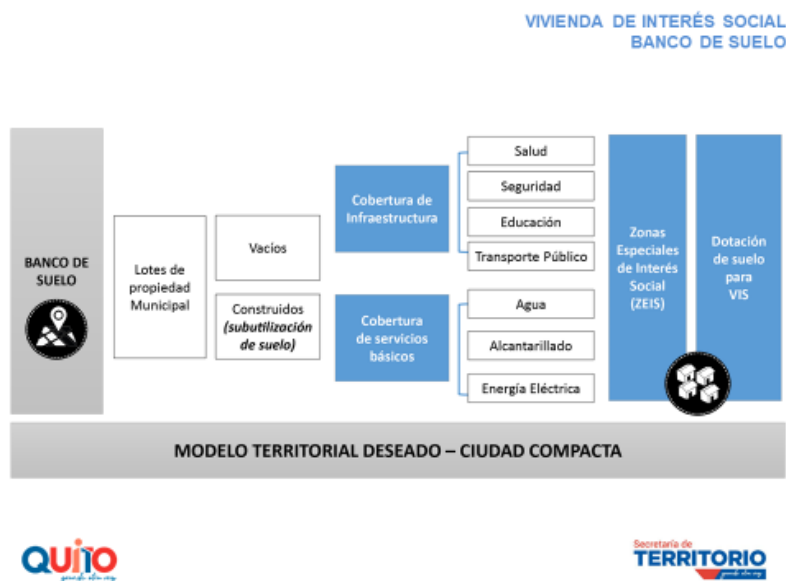 VIVIENDA DE INTERÉS SOCIAL
BANCO DE SUELO
BANCO DE
SUELO
Lotes de
propiedad
Municipal
Vacios
Construidos
(subutilización
de suelo)
Cobertura de
Infraestructura
Cobertura
de servicios
básicos
Salud
Seguridad
Educación
Transporte Público
Agua
Alcantarillado
Energía Eléctrica
Zonas
Especiales
de Interés
Social
(ZEIS)
Dotación
de suelo
para
VIS
MODELO TERRITORIAL DESEADO – CIUDAD COMPACTA
QUITO
Secretaría de
TERRITORIO